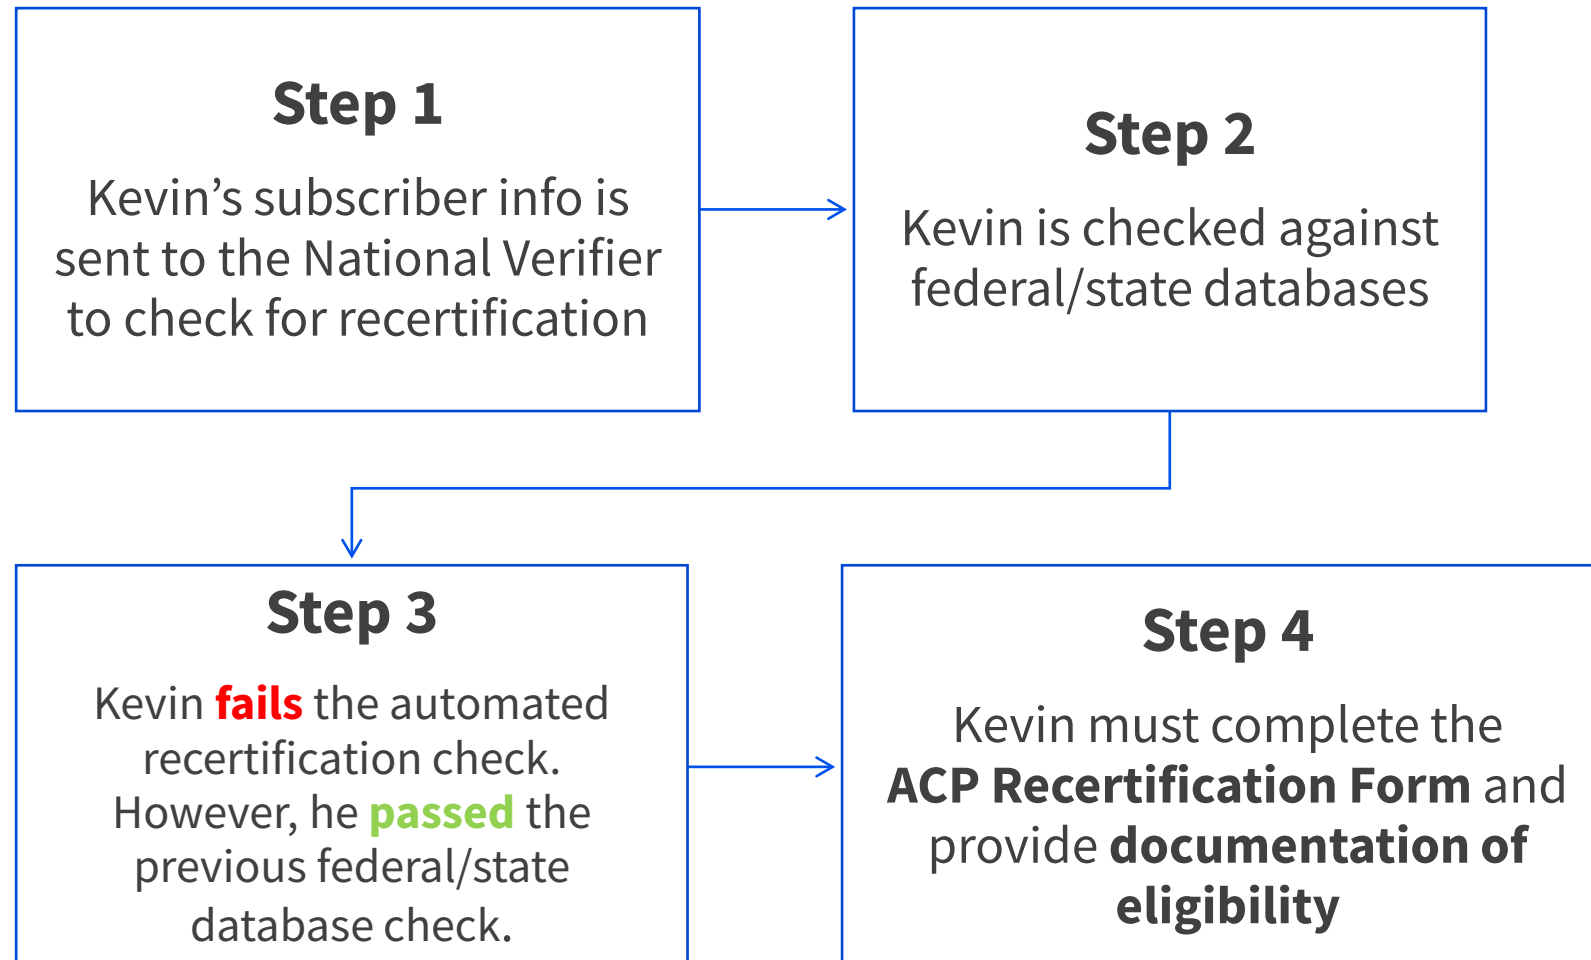 Step 1
Kevin’s subscriber info is
sent to the National Verifier
to check for recertification
Step 2
Kevin is checked against
federal/state databases
Step 3
Kevin fails the automated
recertification check.
However, he passed the
previous federal/state
database check.
Step 4
Kevin must complete the
ACP Recertification Form and
provide documentation of
eligibility